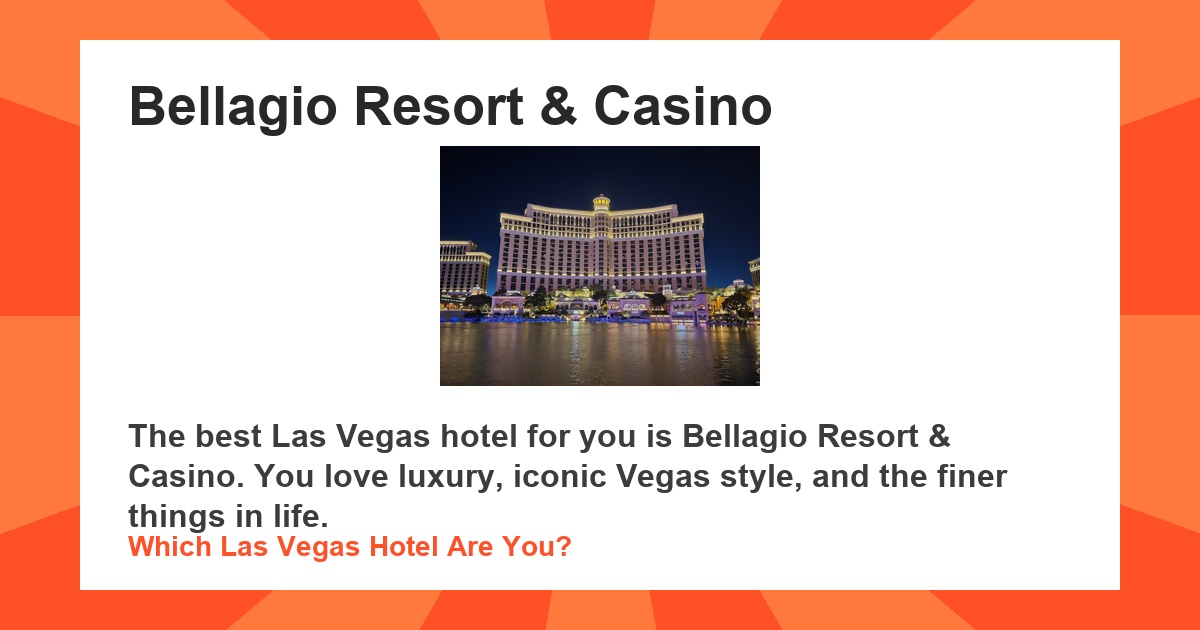 Bellagio Resort & Casino
The best Las Vegas hotel for you is Bellagio Resort &
Casino. You love luxury, iconic Vegas style, and the finer
things in life.
Which Las Vegas Hotel Are You?